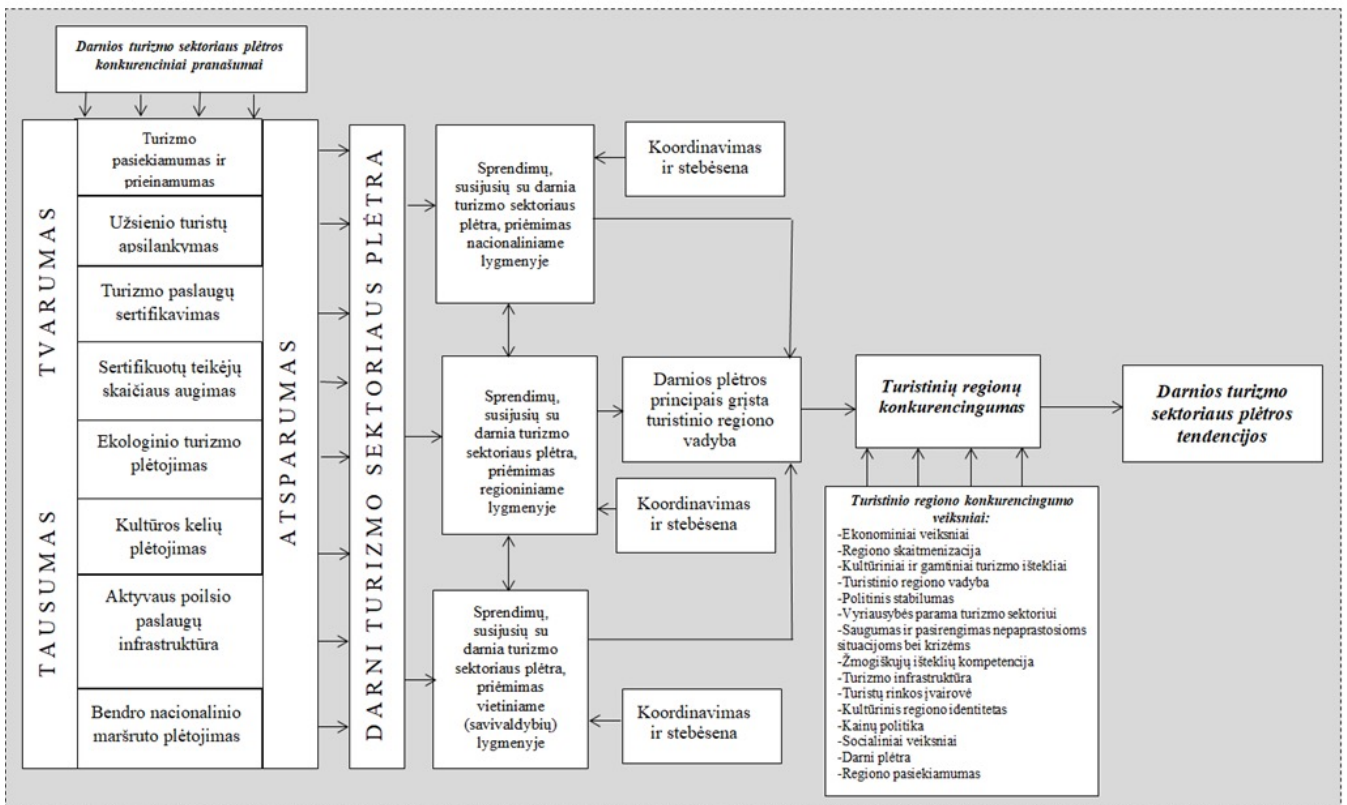 Darnios turizmo sektoriaus plėtros
konkurenciniai pranašumai
TVARUMAS
TAUSUMAS
Turizmo
pasiekiamumas ir
prieinamumas
Užsienio turistų
apsilankymas
Turizmo paslaugų
sertifikavimas
Sertifikuotų teikėjų
skaičiaus augimas
Ekologinio turizmo
plėtojimas
Kultūros kelių
plėtojimas
Aktyvaus poilsio
paslaugų
infrastruktūra
Bendro nacionalinio
maršruto plėtojimas
ATSPARUMAS
DARNI TURIZMO SEKTORIAUS PLĖTRA
Sprendimų,
susijusių su darnia
turizmo sektoriaus
plėtra, priėmimas
nacionaliniame
lygmenyje
Koordinavimas
ir stebėsena
Sprendimų,
susijusių su
darnia turizmo
sektoriaus plėtra,
priėmimas
regioniniame
lygmenyje
Koordinavimas
ir stebėsena
Sprendimų,
susijusių su
darnia turizmo
sektoriaus plėtra,
priėmimas
vietiniame
(savivaldybių)
lygmenyje
Koordinavimas
ir stebėsena
Darnios plėtros
principais grįsta
turistinio regiono
vadyba
Turistinių regionų
konkurencingumas
Darnios turizmo
sektoriaus plėtros
tendencijos
Turistinio regiono konkurencingumo
veiksniai:
-Ekonominiai veiksniai
-Regiono skaitmenizacija
-Kultūriniai ir gamtiniai turizmo ištekliai
-Turistinio regiono vadyba
-Politinis stabilumas
-Vyriausybės parama turizmo sektoriui
-Saugumas ir pasirengimas nepaprastosioms
situacijoms bei krizėms
-Žmogiškųjų išteklių kompetencija
-Turizmo infrastruktūra
-Turistų rinkos įvairovė
-Kultūrinis regiono identitetas
-Kainų politika
-Socialiniai veiksniai
-Darni plėtra
-Regiono pasiekiamumas